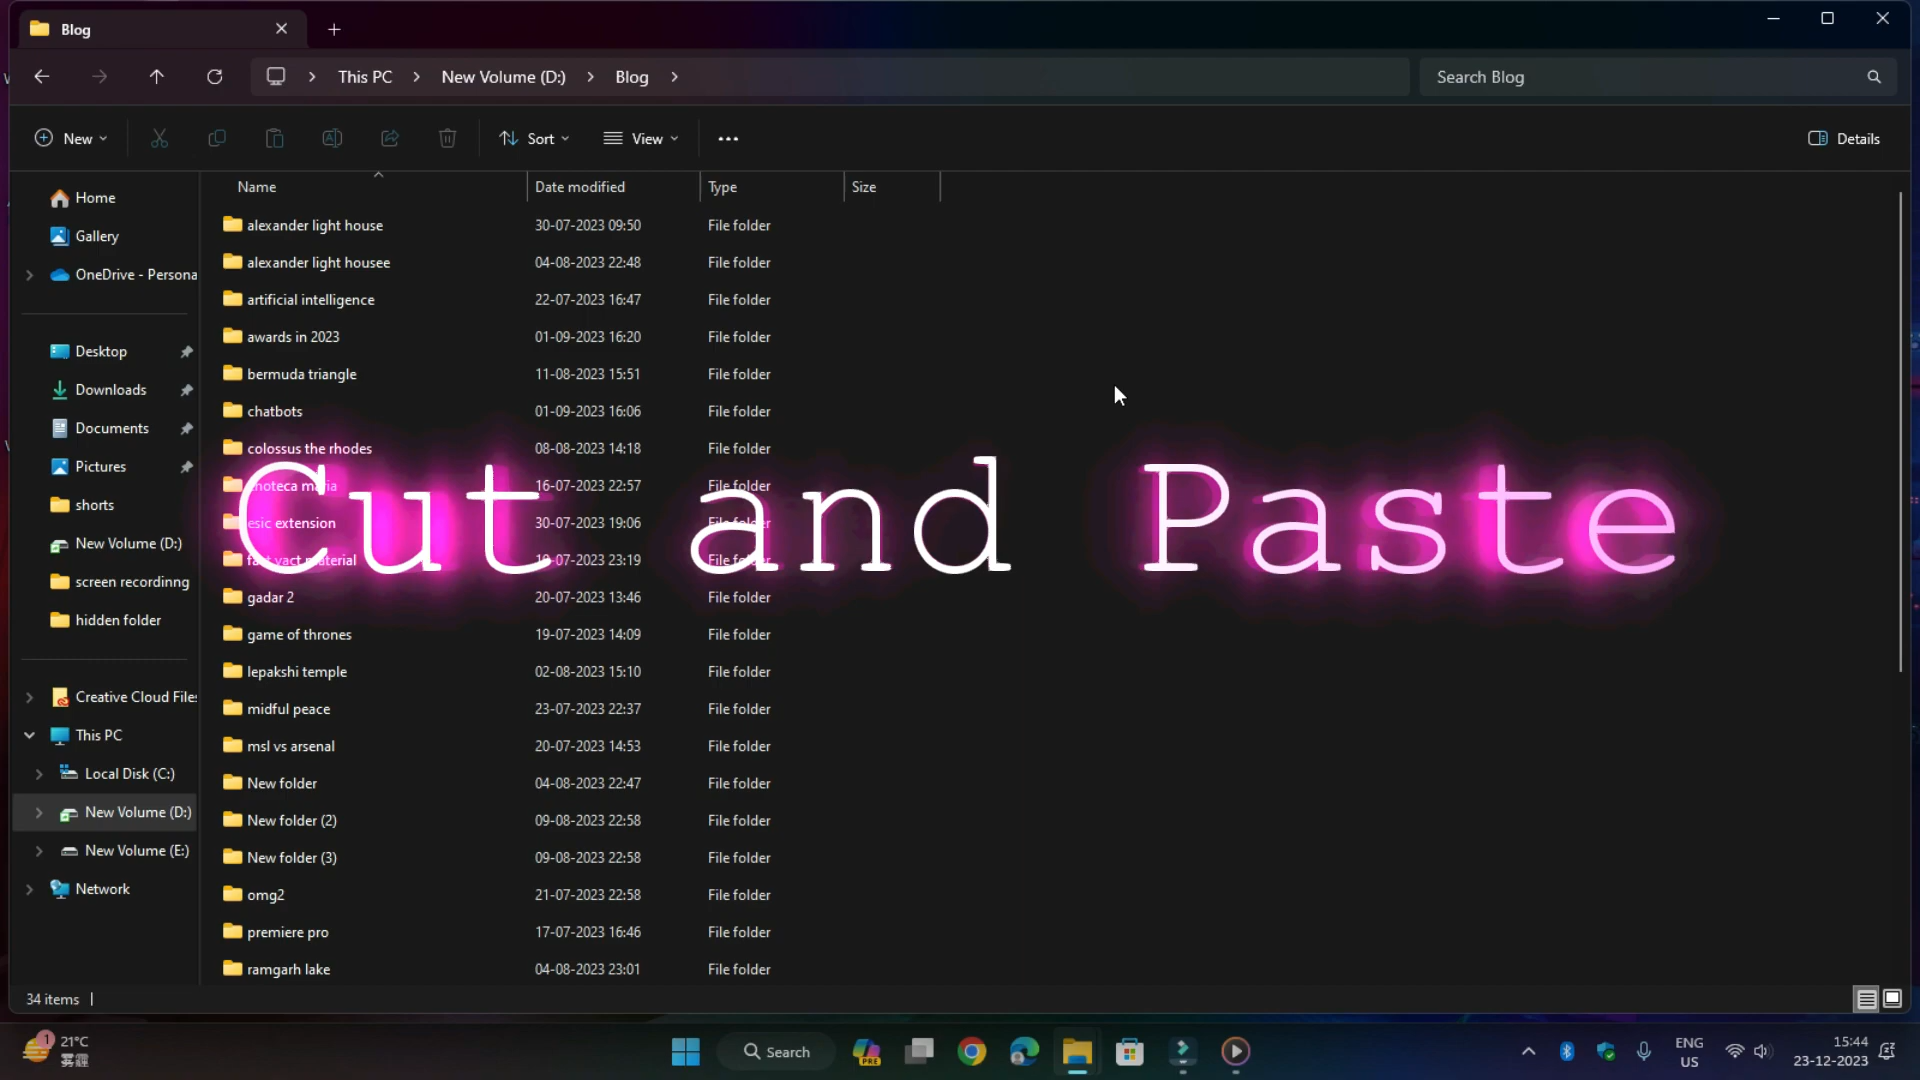 Blog
This PC
New Volume (D:)
Blog
Search Blog
New
Sort
View
Details
Name
Date modified
Type
Size
Home
Gallery
OneDrive - Persona
Desktop
Downloads
Documents
Pictures
shorts
New Volume (D:)
screen recordinng
hidden folder
Creative Cloud Files
This PC
Local Disk (C:)
New Volume (D:)
New Volume (E:)
Network
alexander light house 30-07-2023 09:50 File folder
alexander light housee 04-08-2023 22:48 File folder
artificial intelligence 22-07-2023 16:47 File folder
awards in 2023 01-09-2023 16:20 File folder
bermuda triangle 11-08-2023 15:51 File folder
chatbots 01-09-2023 16:06 File folder
colossus the rhodes 08-08-2023 14:18 File folder
16-07-2023 22:57 File folder
esic extension 30-07-2023 19:06 File folder
material 23:19 File folder
Cut and Paste
gadar 2 20-07-2023 13:46 File folder
game of thrones 19-07-2023 14:09 File folder
lepakshi temple 02-08-2023 15:10 File folder
midful peace 23-07-2023 22:37 File folder
msl vs arsenal 20-07-2023 14:53 File folder
New folder 04-08-2023 22:47 File folder
New folder (2) 09-08-2023 22:58 File folder
New folder (3) 09-08-2023 22:58 File folder
omg2 21-07-2023 22:58 File folder
premiere pro 17-07-2023 16:46 File folder
ramgarh lake 04-08-2023 23:01 File folder
34 items
1
21°C
雾霾
Search
PRE
ENG
US
15:44
23-12-2023